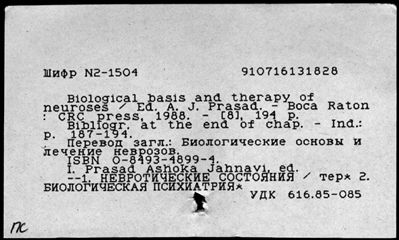 Шифр N2-1504 910716131828
Biological basis and therapy of
neuroses / Ed. A. J. Prasad. - Boca Raton
: CRC press, 1988. - [8], 194 p.
Bibliogr. at the end of chap. - Ind.:
p. 187-194.
Перевод загл.: Биологические основы и
лечение неврозов.
ISBN 0-8493-4899-4.
I. Prasad Ashoka Jahnavi, ed.
--1. НЕВРОТИЧЕСКИЕ СОСТОЯНИЯ / тер* 2.
БИОЛОГИЧЕСКАЯ ПСИХИАТРИЯ*
УДК 616.85-085
ПС